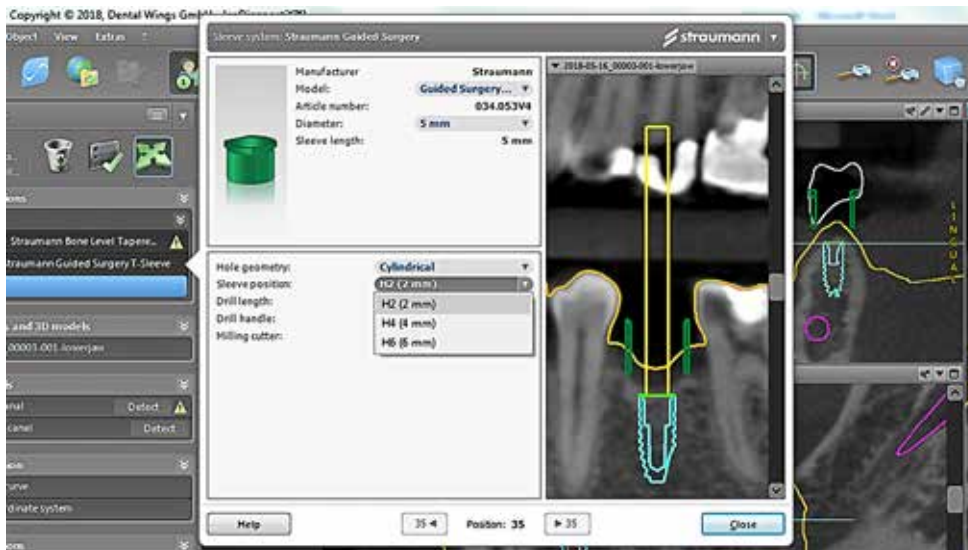 Copyright © 2018, Dental Wings
Object View Extras ?
Sleeve system: Straumann Guided Surgery
straumann
Manufacturer Straumann
Model: Guided Surgery...
Article number: 034.053V4
Diameter: 5 mm
Sleeve length: 5 mm
2018-05-16_00003-001-lowerjaw
Straumann Bone Level Tapere...
Straumann Guided Surgery T-Sleeve
Hole geometry: Cylindrical
Sleeve position: H2 (2 mm)
Drill length:
Drill handle:
Milling cutter:
H2 (2 mm)
H4 (4 mm)
H6 (6 mm)
s and 3D models
00003-001-lowerjaw
Detect
canal Detect
curve
dinate system
LINGUAL
Help
35
Position: 35
35
Close